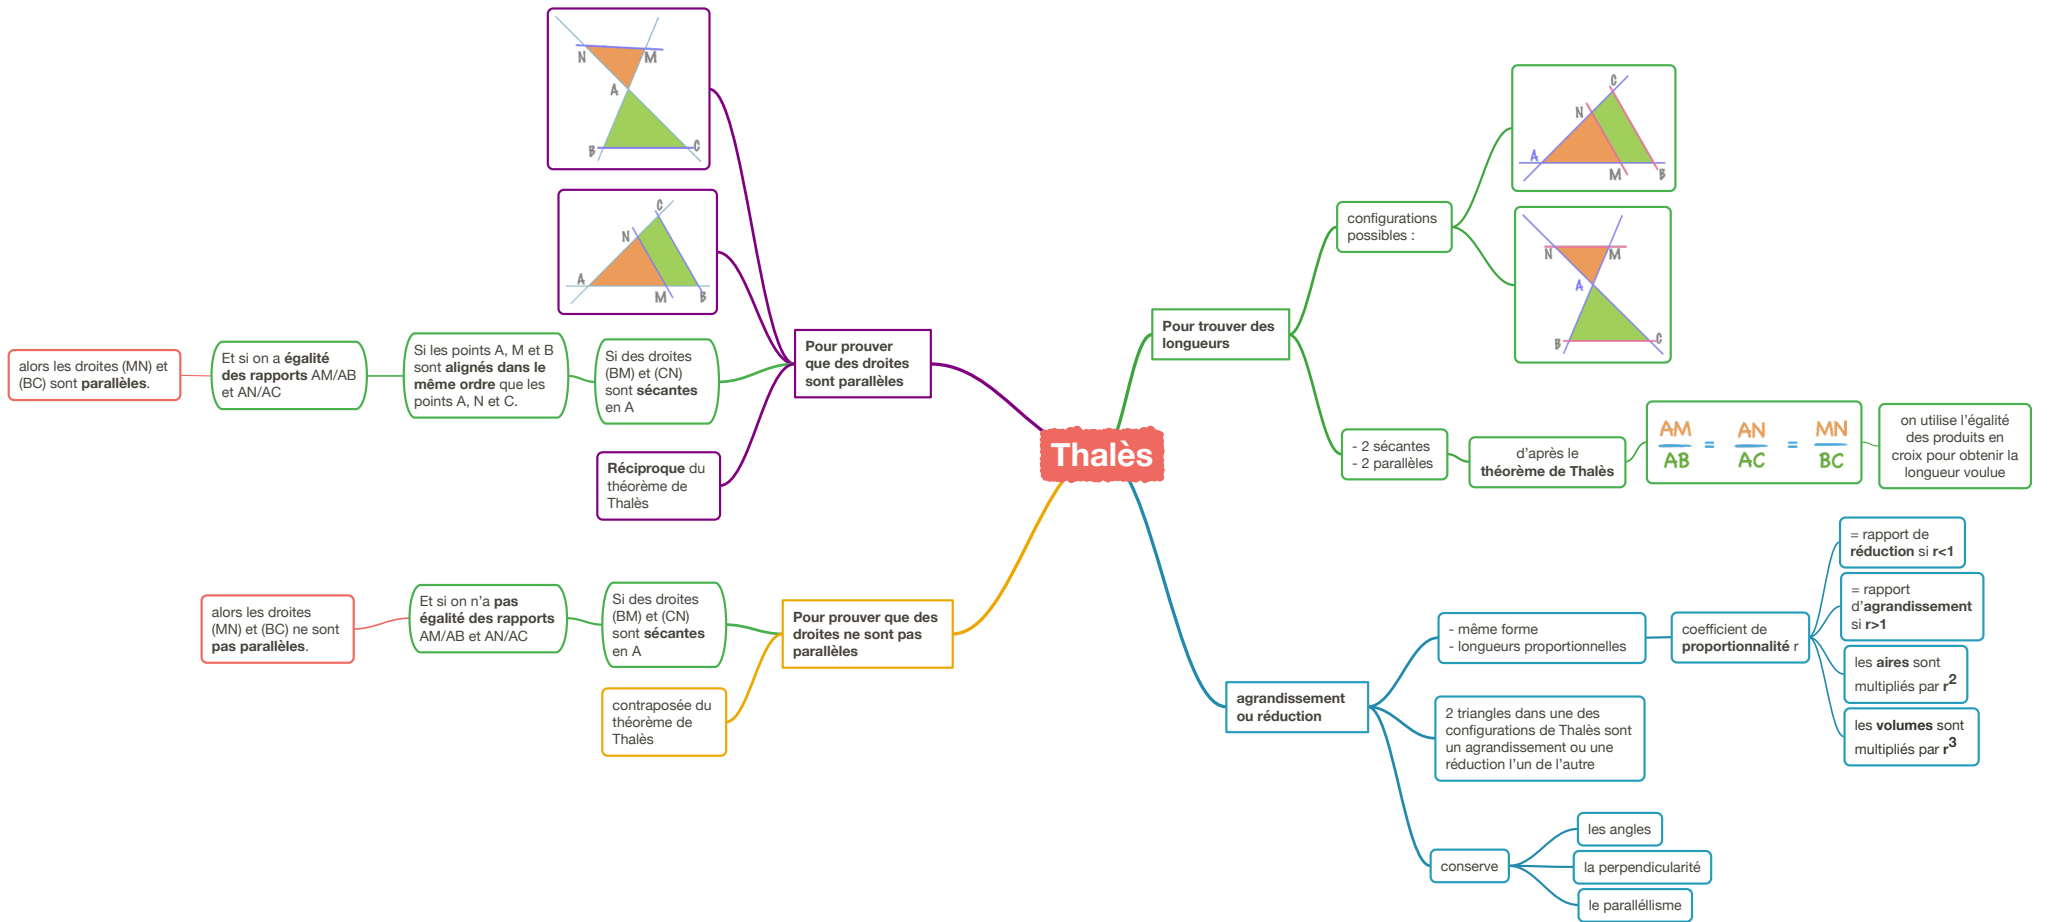 Thalès
Pour trouver des
longueurs
configurations
possibles :
C
N
A
M
B
N
M
A
B
C
- 2 sécantes
- 2 parallèles
d'après le
théorème de Thalès
AM = AN = MN
AB AC BC
on utilise l'égalité
des produits en
croix pour obtenir la
longueur voulue
agrandissement
ou réduction
- même forme
- longueurs proportionnelles
coefficient de
proportionnalité r
= rapport de
réduction si r<1
= rapport
d'agrandissement
si r>1
les aires sont
multipliés par r²
les volumes sont
multipliés par r³
2 triangles dans une des
configurations de Thalès sont
un agrandissement ou une
réduction l'un de l'autre
conserve
les angles
la perpendicularité
le paralléllisme
Pour prouver
que des droites
sont parallèles
N
M
A
B
C
C
N
A
M
B
Si des droites
(BM) et (CN)
sont sécantes
en A
Si les points A, M et B
sont alignés dans le
même ordre que les
points A, N et C.
Et si on a égalité
des rapports AM/AB
et AN/AC
alors les droites (MN) et
(BC) sont parallèles.
Réciproque du
théorème de
Thalès
Pour prouver que des
droites ne sont pas
parallèles
Si des droites
(BM) et (CN)
sont sécantes
en A
Et si on n'a pas
égalité des rapports
AM/AB et AN/AC
alors les droites
(MN) et (BC) ne sont
pas parallèles.
contraposée du
théorème de
Thalès